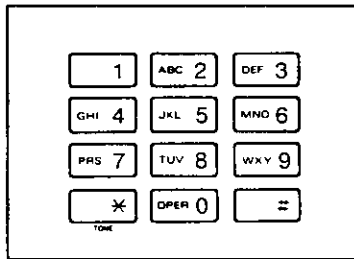 1 ABC 2 DEF 3
GHI 4 JKL 5 MNO 6
PRS 7 TUV 8 WXY 9
* OPER 0 #
TONE